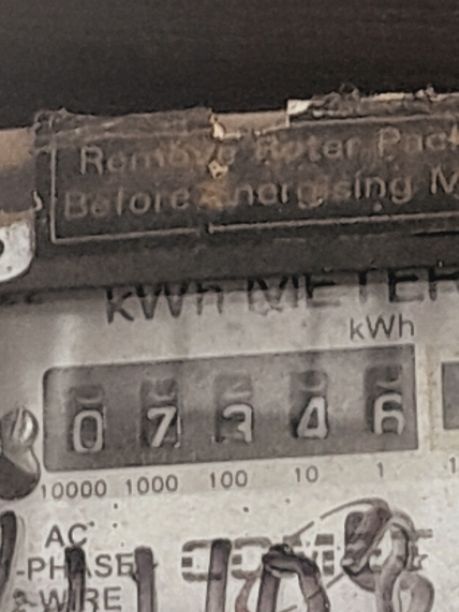 Remove Roter Pack
Before Energising M
kWh METER
kWh
0 7 3 4 6
10000 1000 100 10 1
AC
-PHASE
-WIRE